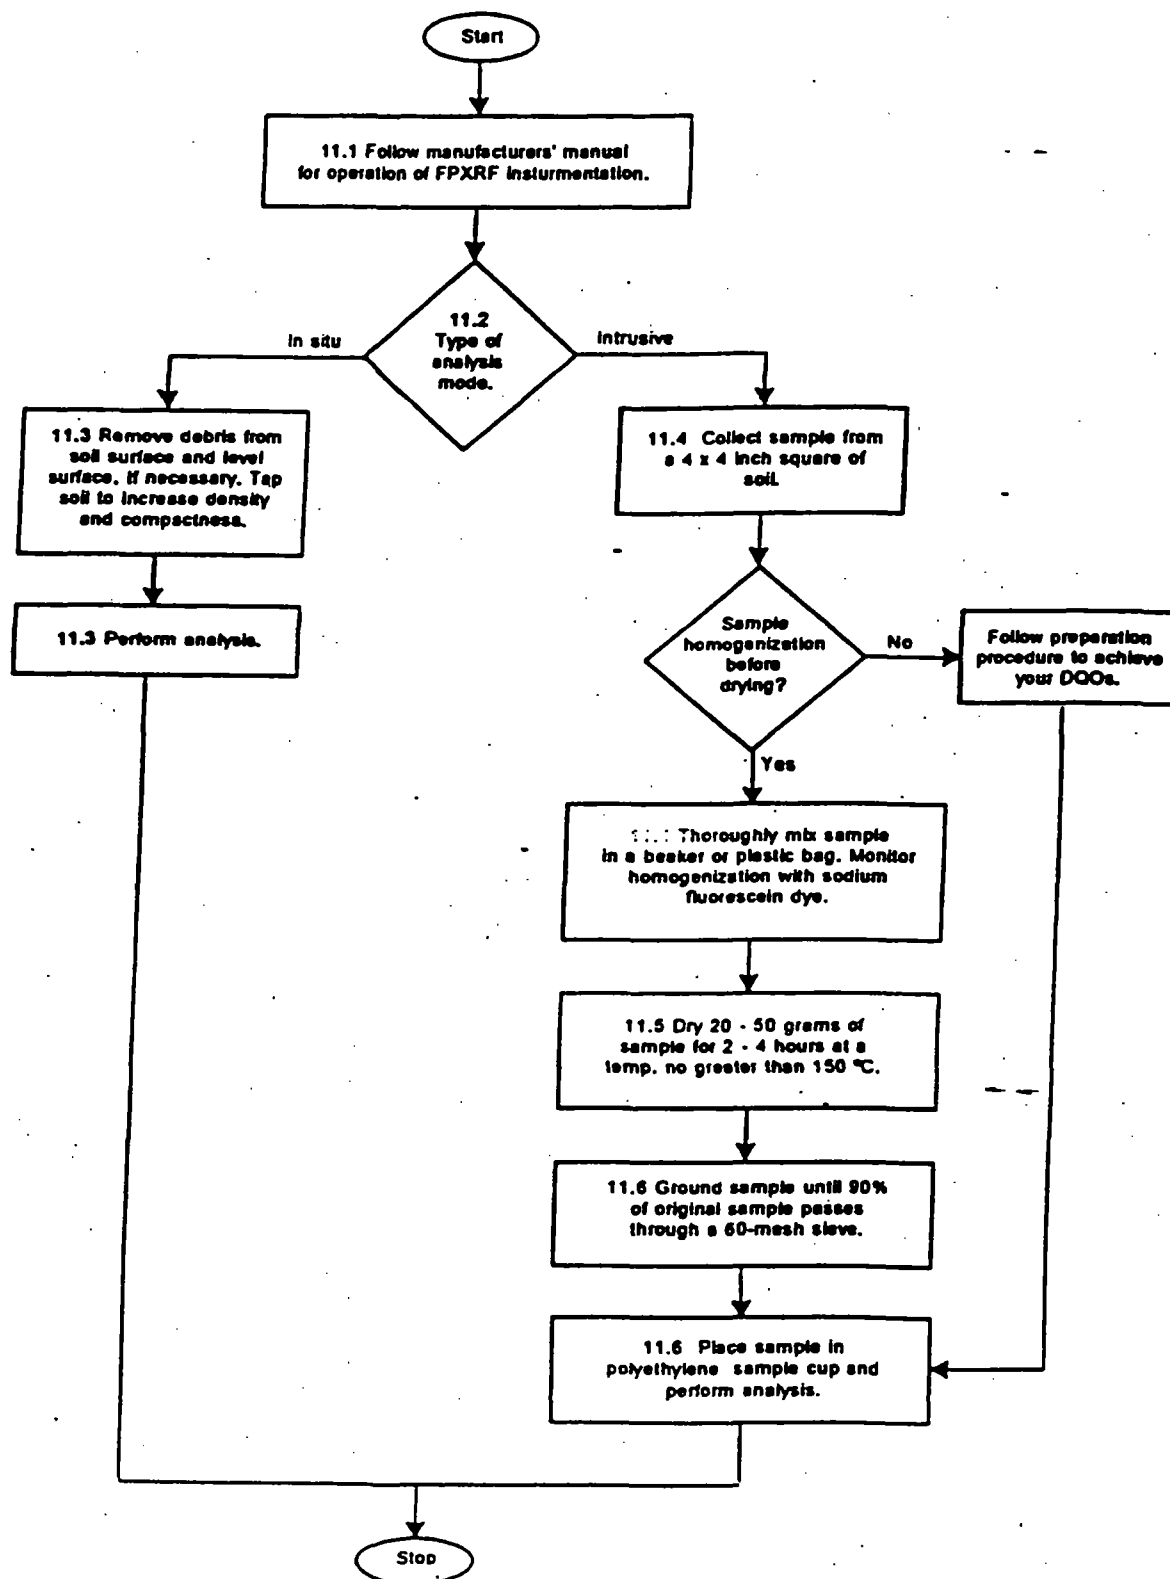 Start
11.1 Follow manufacturers' manual
for operation of FPXRF insturmentation.
11.2
Type of
analysis
mode.
In situ
Intrusive
11.3 Remove debris from
soil surface and level
surface, if necessary. Tap
soil to increase density
and compactness.
11.3 Perform analysis.
11.4 Collect sample from
a 4 x 4 inch square of
soil.
Sample
homogenization
before
drying?
No
Follow preparation
procedure to achieve
your DQOs.
Yes
Thoroughly mix sample
in a beaker or plastic bag. Monitor
homogenization with sodium
fluorescein dye.
11.5 Dry 20 - 50 grams of
sample for 2 - 4 hours at a
temp. no greater than 150 °C.
11.6 Ground sample until 90%
of original sample passes
through a 60-mesh sieve.
11.6 Place sample in
polyethylene sample cup and
perform analysis.
Stop